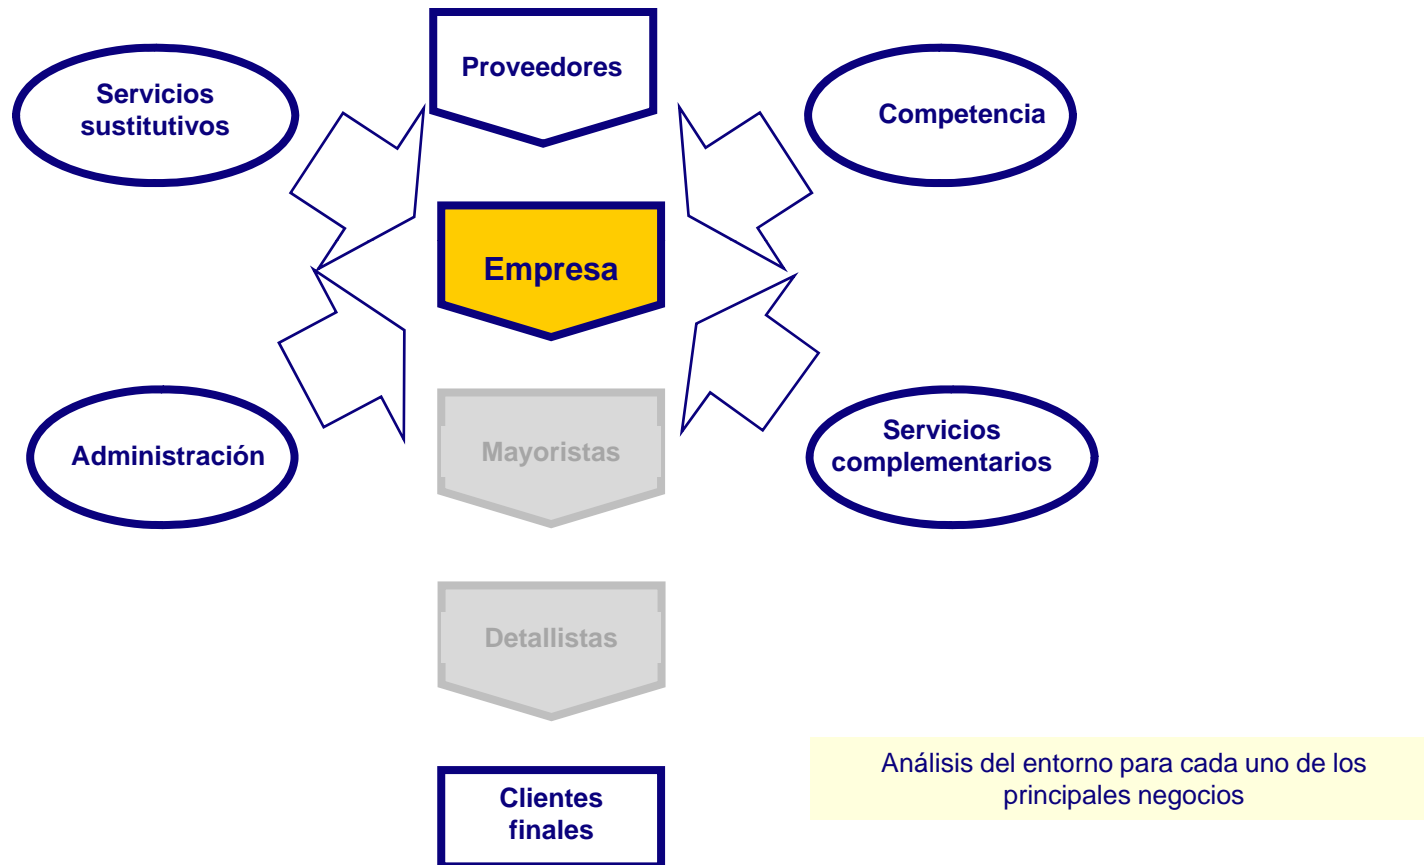 Proveedores
Servicios
sustitutivos
Competencia
Empresa
Administración
Mayoristas
Servicios
complementarios
Detallistas
Clientes
finales
Análisis del entorno para cada uno de los
principales negocios